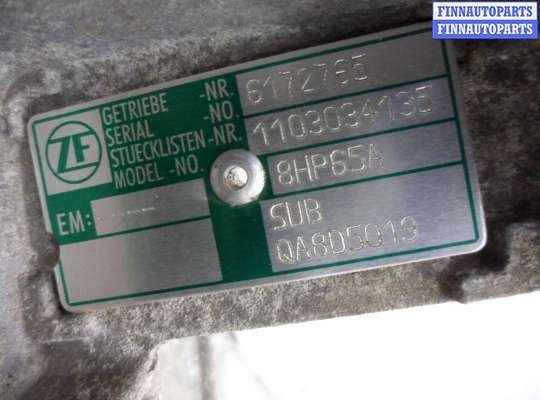 FINNAUTOPARTS
FINNAUTOPARTS
ZF
GETRIEBE -NR. 6172765
SERIAL -NO.
STUECKLISTEN-NR. 1103034135
MODEL -NO. 8HP65A
EM: SUB
QA8D5019